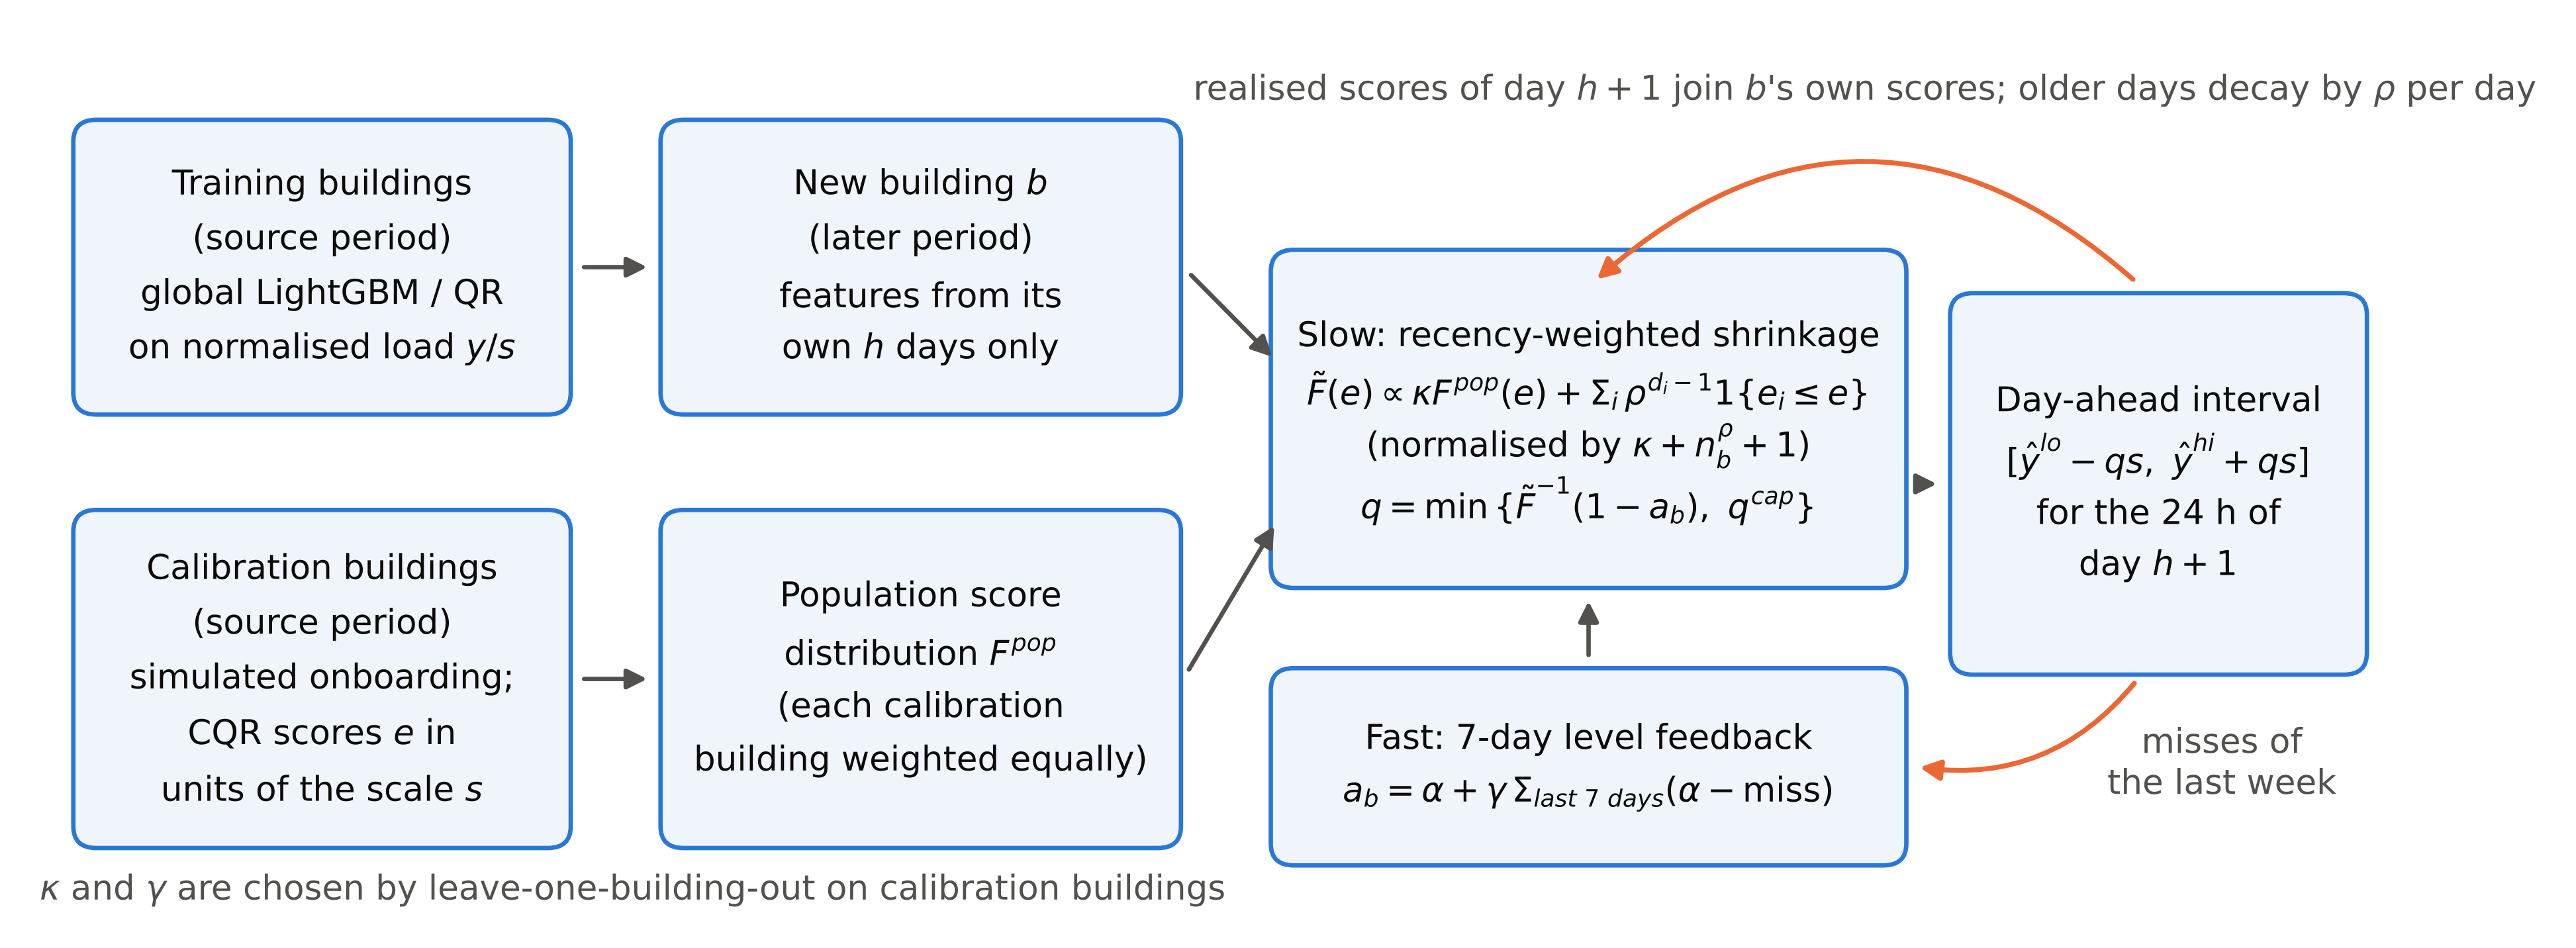 realised scores of day h + 1 join b's own scores; older days decay by ρ per day
Training buildings
(source period)
global LightGBM / QR
on normalised load y/s
New building b
(later period)
features from its
own h days only
Calibration buildings
(source period)
simulated onboarding;
CQR scores e in
units of the scale s
Population score
distribution F^{pop}
(each calibration
building weighted equally)
Slow: recency-weighted shrinkage
F̃(e) ∝ κF^{pop}(e) + Σ_i ρ^{d_i − 1} 1{e_i ≤ e}
(normalised by κ + n_b^ρ + 1)
q = min {F̃^{−1}(1 − a_b), q^{cap}}
Fast: 7-day level feedback
a_b = α + γ Σ_{last 7 days}(α − miss)
Day-ahead interval
[ŷ^{lo} − qs, ŷ^{hi} + qs]
for the 24 h of
day h + 1
misses of
the last week
κ and γ are chosen by leave-one-building-out on calibration buildings